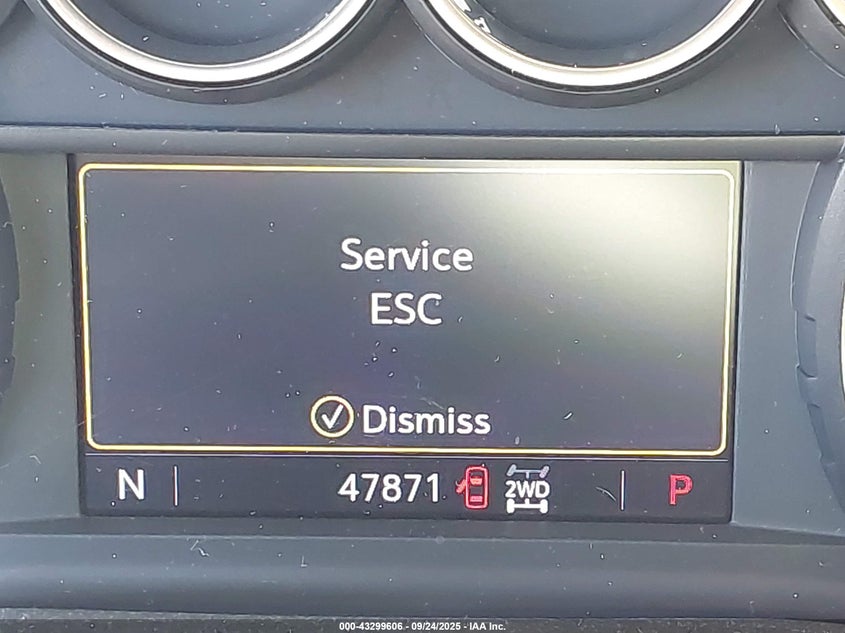 Service
ESC
Dismiss
N 47871 2WD P
000-43299606 - 09/24/2025 - IAA Inc.